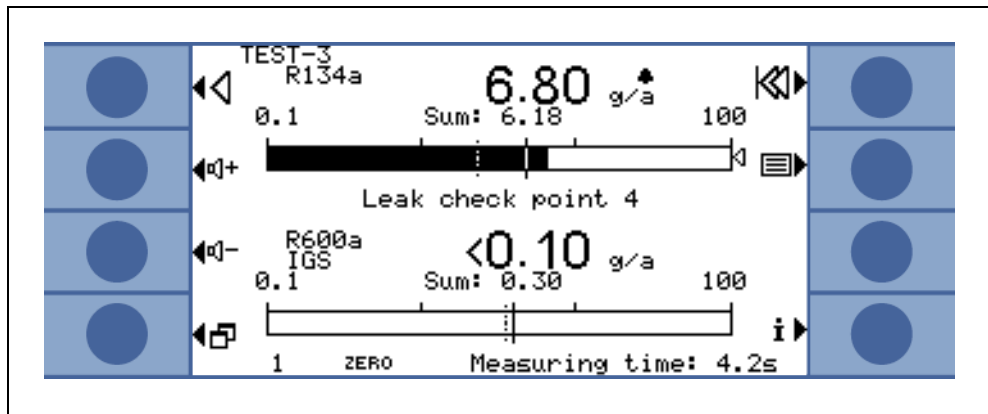 TEST-3
R134a 6.80 g/a
0.1 Sum: 6.18 100
+
Leak check point 4
-
R600a <0.10 g/a
IGS
0.1 Sum: 0.30 100
i
1 ZERO Measuring time: 4.2s